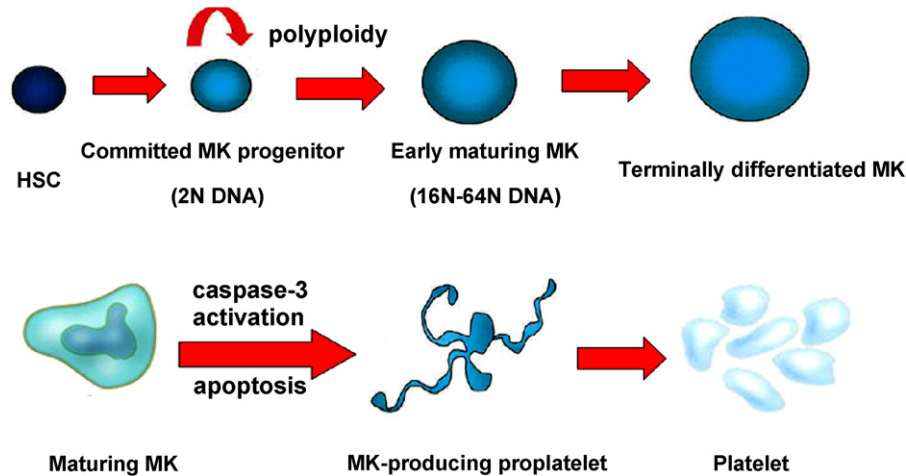 polyploidy
HSC
Committed MK progenitor
(2N DNA)
Early maturing MK
(16N-64N DNA)
Terminally differentiated MK
caspase-3
activation
apoptosis
Maturing MK
MK-producing proplatelet
Platelet